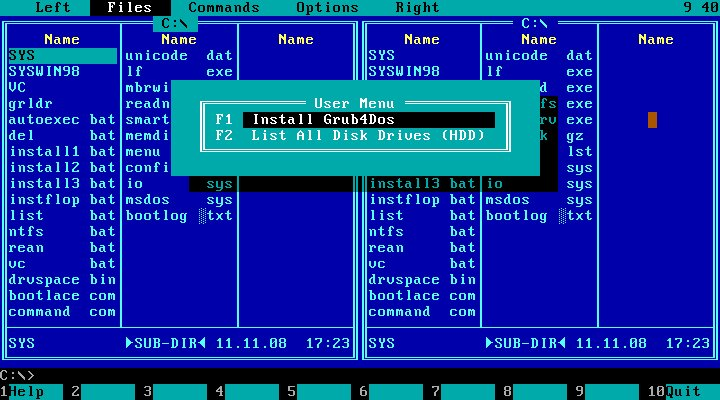 Left Files Commands Options Right 9 40
C:\ C:\
Name Name Name Name Name Name
SYS unicode dat SYS unicode dat
SYSWIN98 lf exe SYSWIN98 lf exe
VC mbrwi d exe
grldr readn User Menu fs exe
autoexec bat smart F1 Install Grub4Dos rv exe
del bat memdi F2 List All Disk Drives (HDD) k gz
install1 bat menu lst
install2 bat confi sys
install3 bat io sys install3 bat io sys
instflop bat msdos sys instflop bat msdos sys
list bat bootlog ░txt list bat bootlog ░txt
ntfs bat ntfs bat
rean bat rean bat
vc bat vc bat
drvspace bin drvspace bin
bootlace com bootlace com
command com command com
SYS ►SUB-DIR◄ 11.11.08 17:23 SYS ►SUB-DIR◄ 11.11.08 17:23
C:\>
1Help 2 3 4 5 6 7 8 9 10Quit